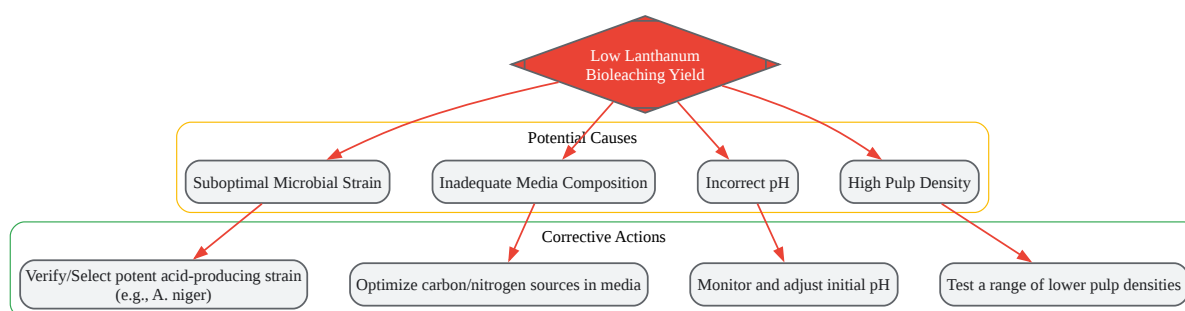 Low Lanthanum
Bioleaching Yield
Potential Causes
Suboptimal Microbial Strain
Inadequate Media Composition
Incorrect pH
High Pulp Density
Corrective Actions
Verify/Select potent acid-producing strain
(e.g., A. niger)
Optimize carbon/nitrogen sources in media
Monitor and adjust initial pH
Test a range of lower pulp densities